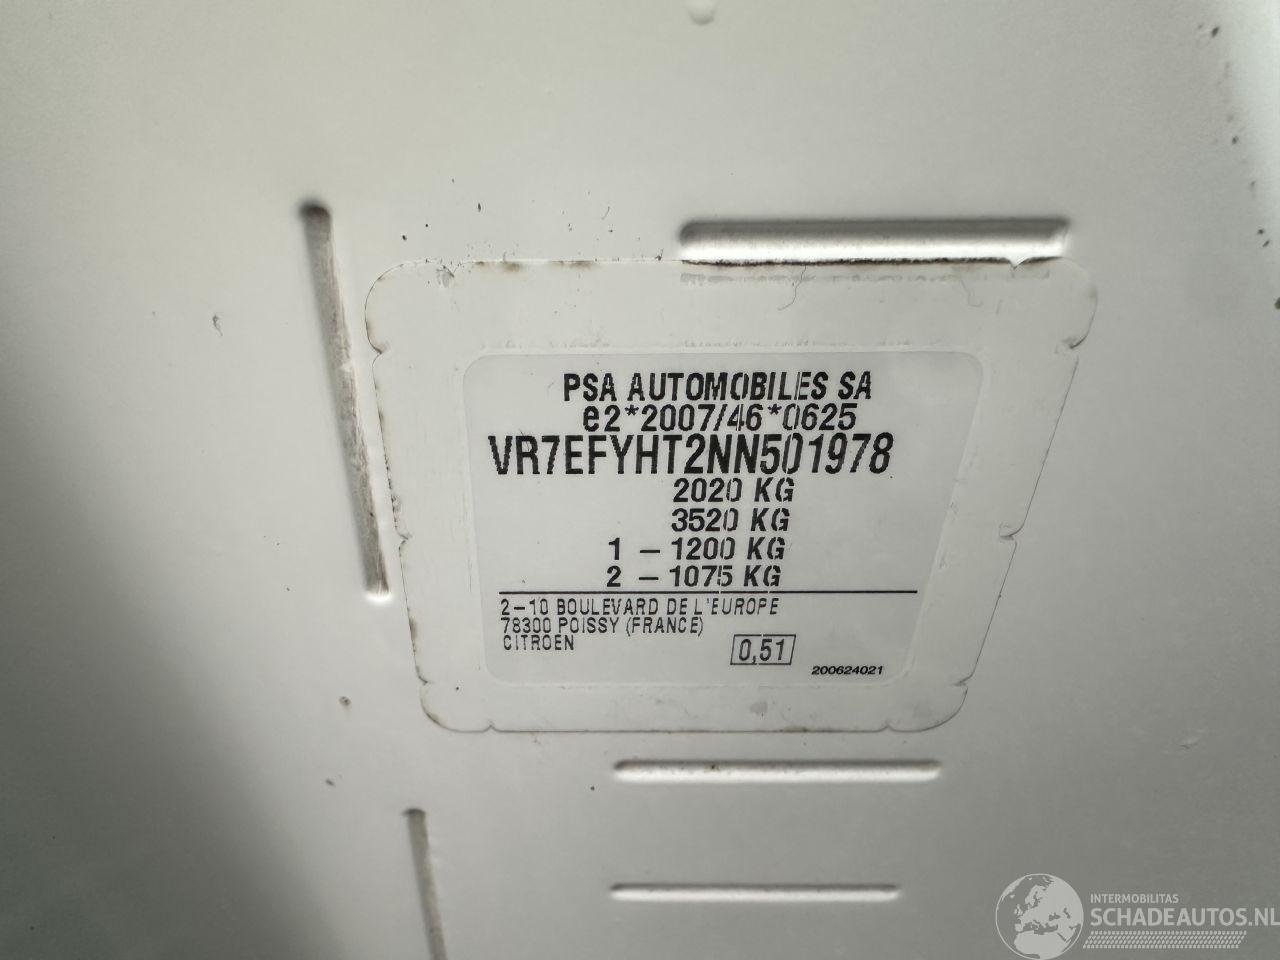 PSA AUTOMOBILES SA
e2*2007/46*0625
VR7EFYHT2NN501978
2020 KG
3520 KG
1 – 1200 KG
2 – 1075 KG
2–10 BOULEVARD DE L'EUROPE
78300 POISSY (FRANCE)
CITROEN
0,51
200624021
INTERMOBILITAS
SCHADEAUTOS.NL